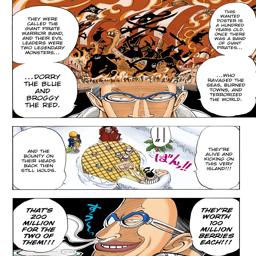 THIS
WANTED
POSTER IS
A HUNDRED
YEARS OLD.
ONCE THERE
WAS A BAND OF
GIANT
PIRATES...
THEY WERE
CALLED THE
GIANT PIRATE
WARRIOR BAND,
AND THEIR EVIL
LEADERS WERE
TWO LEGENDARY
MONSTERS...
...WHO
RAVAGED THE
SEAS, BURNED
TOWNS, AND
TERRORIZED
THE WORLD.
...DORRY
THE BLUE
AND
BROGGY
THE RED.
THEY'RE
ALIVE AND
KICKING ON
THIS VERY
ISLAND!!!
ばん!!
AND THE
BOUNTY ON
THEIR HEADS
BACK THEN
STILL HOLDS.
THEY'RE
WORTH
100
MILLION
BERRIES
EACH!!!
THAT'S
200
MILLION
FOR THE
TWO OF
THEM!!!